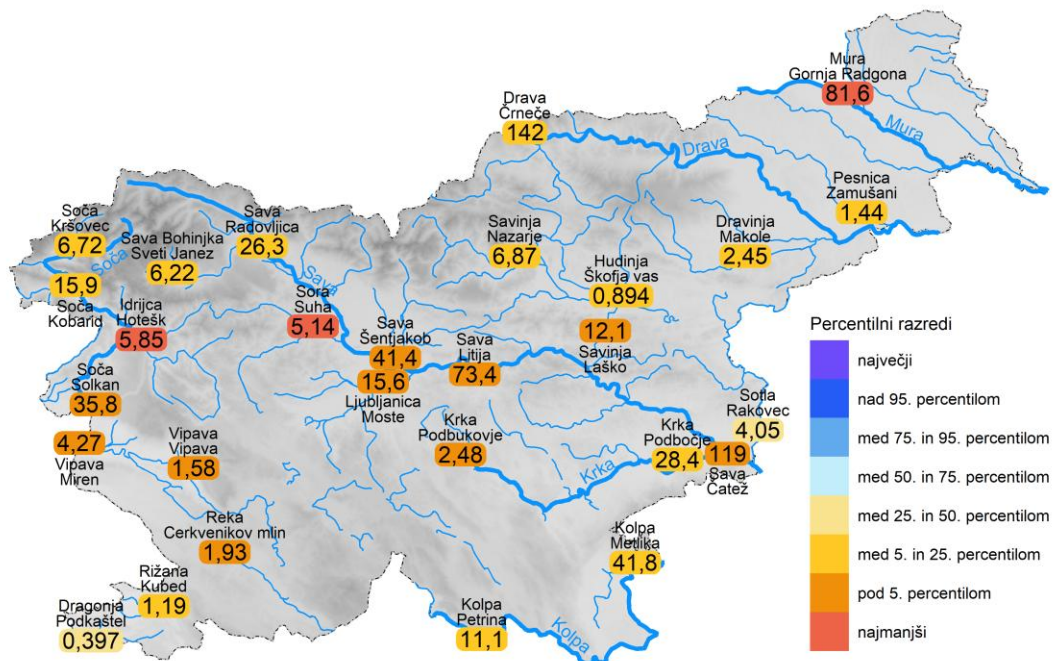 Mura
Gornja Radgona
81,6
Mura
Drava
Črneče
142
Drava
Pesnica
Zamušani
1,44
Soča
Kršovec
6,72
Soča
Sava Bohinjka
Sveti Janez
6,22
Sava
Radovljica
26,3
Sava
Savinja
Nazarje
6,87
Dravinja
Makole
2,45
Hudinja
Škofja vas
0,894
15,9
Soča
Kobarid
Idrijca
Hotešk
5,85
Sora
Suha
5,14
Sava
Šentjakob
41,4
15,6
Ljubljanica
Moste
Sava
Litija
73,4
12,1
Savinja
Laško
Soča
Solkan
35,8
4,27
Vipava
Miren
Vipava
Vipava
1,58
Krka
Podbukovje
2,48
Krka
Krka
Podbočje
28,4
Sotla
Rakovec
4,05
119
Sava
Čatež
Reka
Cerkvenikov mlin
1,93
Kolpa
Metlika
41,8
Rižana
Kubed
1,19
Dragonja
Podkaštel
0,397
Kolpa
Petrina
11,1
Kolpa
Percentilni razredi
največji
nad 95. percentilom
med 75. in 95. percentilom
med 50. in 75. percentilom
med 25. in 50. percentilom
med 5. in 25. percentilom
pod 5. percentilom
najmanjši